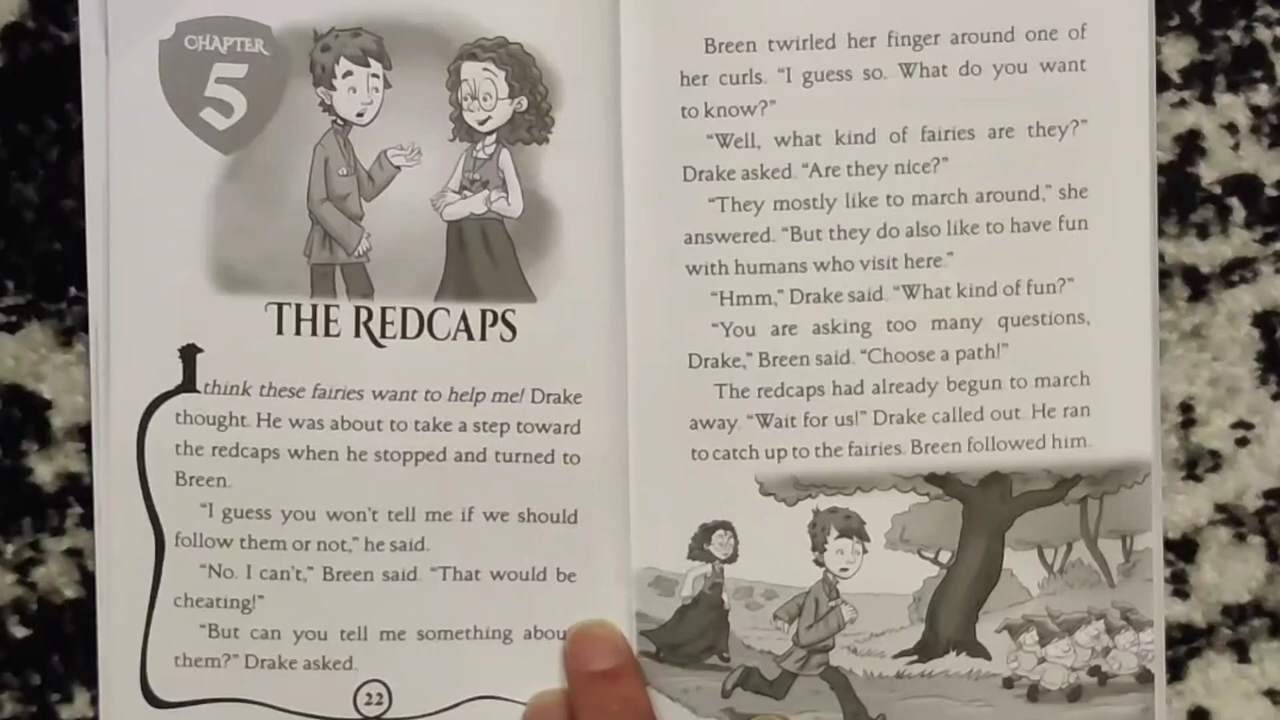 CHAPTER
5
THE REDCAPS
I think these fairies want to help me! Drake
thought. He was about to take a step toward
the redcaps when he stopped and turned to
Breen.
“I guess you won’t tell me if we should
follow them or not,” he said.
“No. I can’t,” Breen said. “That would be
cheating!”
“But can you tell me something abou
them?” Drake asked.
22
Breen twirled her finger around one of
her curls. “I guess so. What do you want
to know?”
“Well, what kind of fairies are they?”
Drake asked. “Are they nice?”
“They mostly like to march around,” she
answered. “But they do also like to have fun
with humans who visit here.”
“Hmm,” Drake said. “What kind of fun?”
“You are asking too many questions,
Drake,” Breen said. “Choose a path!”
The redcaps had already begun to march
away. “Wait for us!” Drake called out. He ran
to catch up to the fairies. Breen followed him.